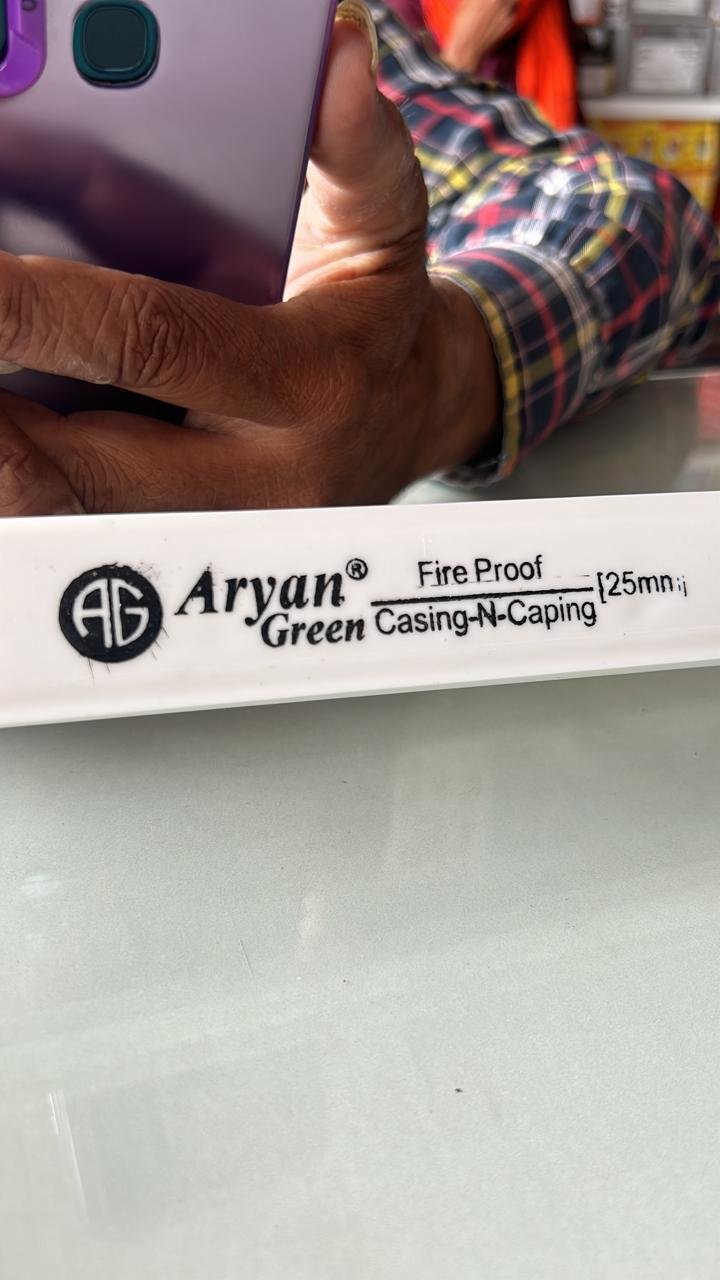 AG Aryan® Fire Proof
Green Casing-N-Caping [25mm]